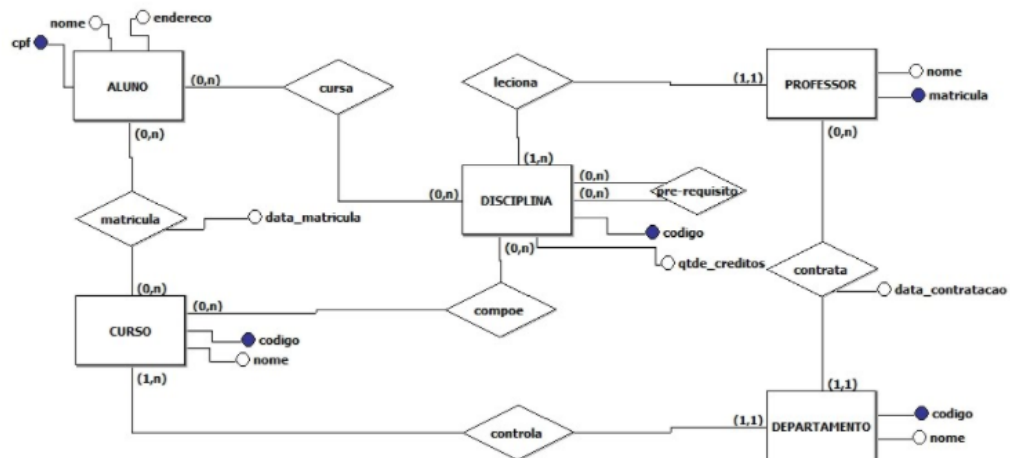 endereco
nome
cpf
ALUNO
(0,n)
cursa
leciona
(1,1)
PROFESSOR
nome
matricula
(0,n)
(0,n)
(1,n)
(0,n)
DISCIPLINA
(0,n)
(0,n)
pre-requisito
matricula
data_matricula
(0,n)
codigo
qtde_creditos
contrata
data_contratacao
(0,n)
(0,n)
compoe
CURSO
codigo
nome
(1,n)
(1,1)
controla
(1,1)
DEPARTAMENTO
codigo
nome